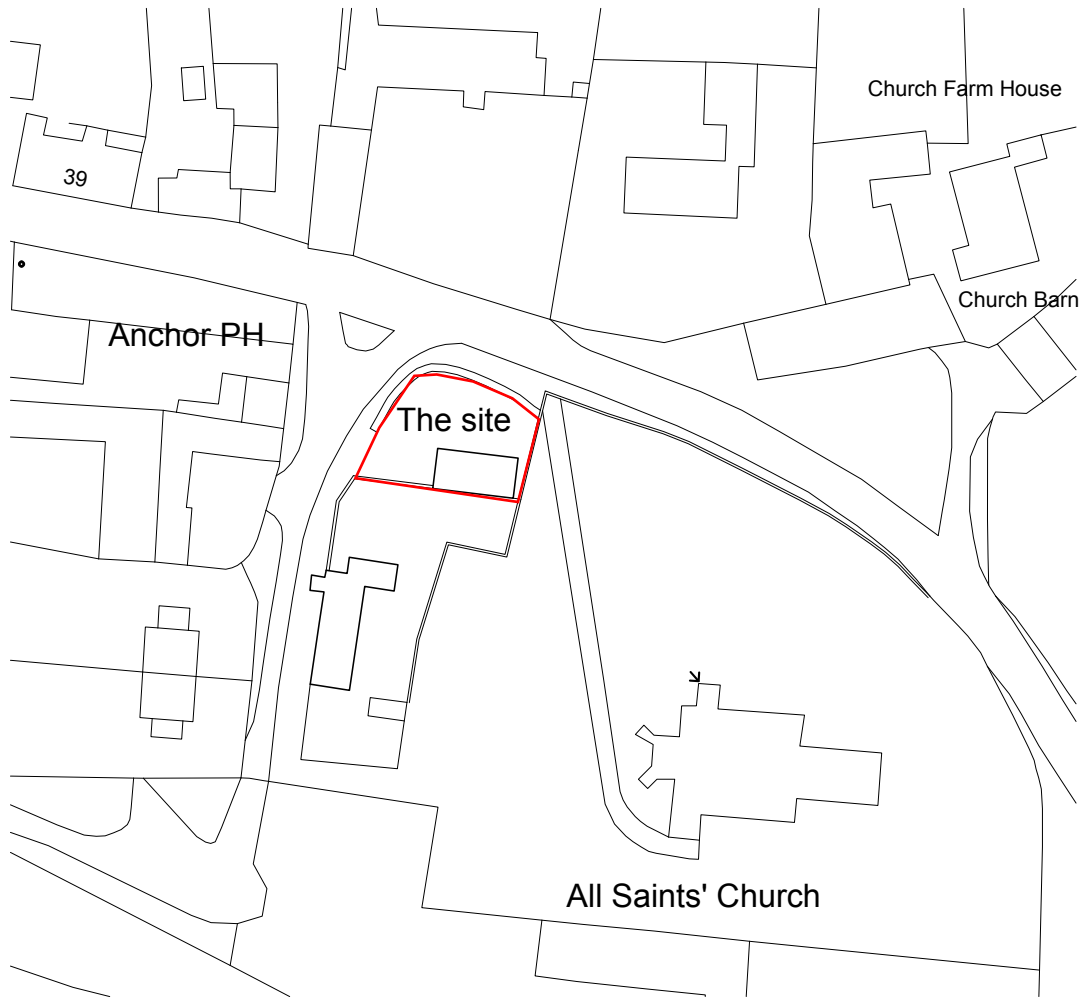 Church Farm House
39
Church Barn
Anchor PH
The site
All Saints' Church